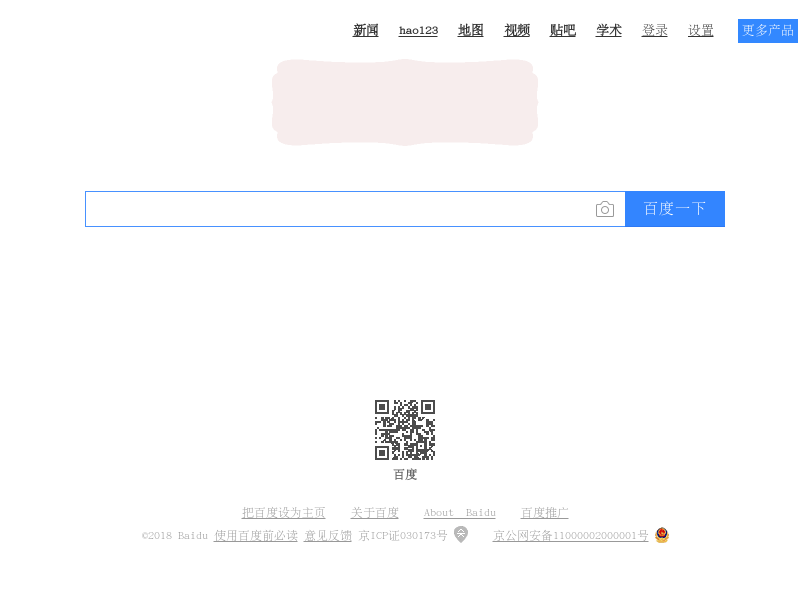 新闻 hao123 地图 视频 贴吧 学术 登录 设置 更多产品
百度一下
百度
把百度设为主页 关于百度 About Baidu 百度推广
©2018 Baidu 使用百度前必读 意见反馈 京ICP证030173号 京公网安备11000002000001号